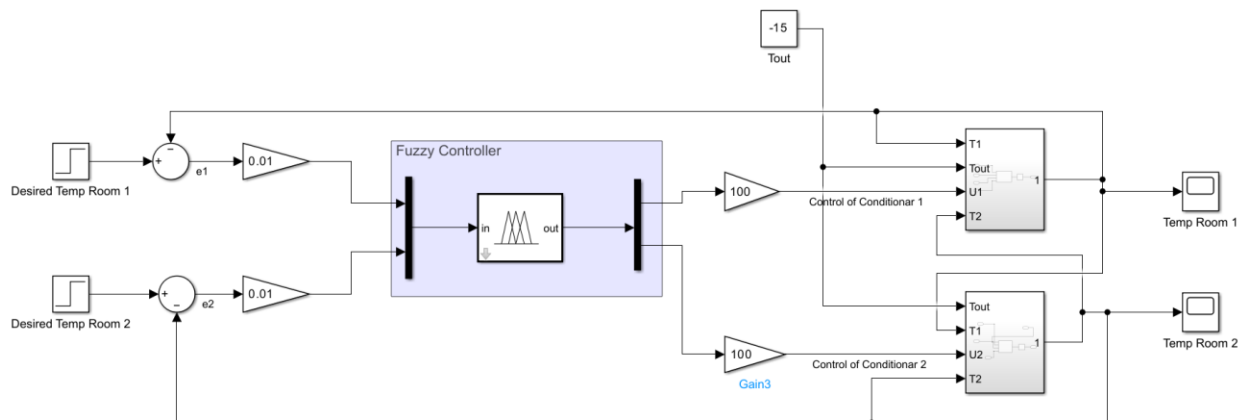 -15
Tout
Desired Temp Room 1
+
−
e1
0.01
Fuzzy Controller
in
out
100
Control of Conditionar 1
T1
Tout
U1
T2
1
Temp Room 1
Desired Temp Room 2
+
−
e2
0.01
100
Gain3
Control of Conditionar 2
Tout
T1
U2
T2
1
Temp Room 2